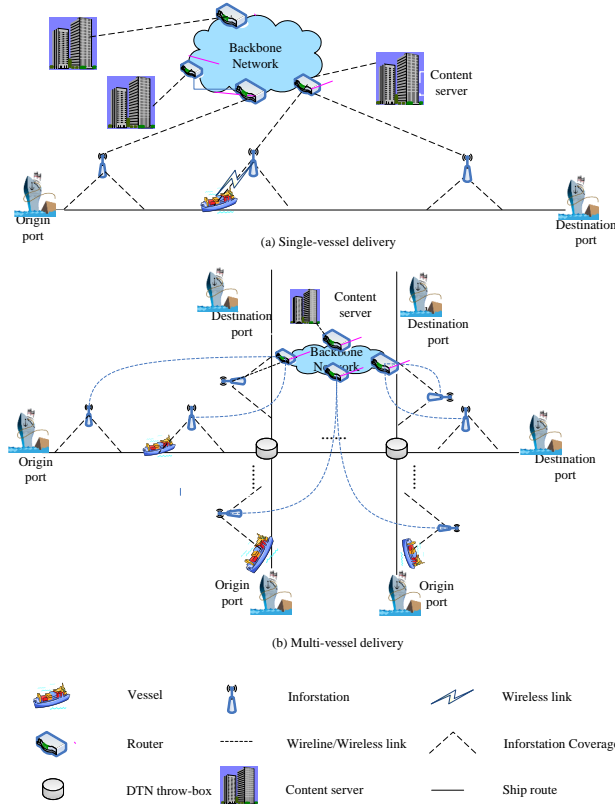 Backbone
Network
Content
server
Origin
port
Destination
port
(a) Single-vessel delivery
Destination
port
Content
server
Destination
port
Backbone
Network
Origin
port
Destination
port
Origin
port
Origin
port
(b) Multi-vessel delivery
Vessel
Inforstation
Wireless link
Router
Wireline/Wireless link
Inforstation Coverage
DTN throw-box
Content server
Ship route